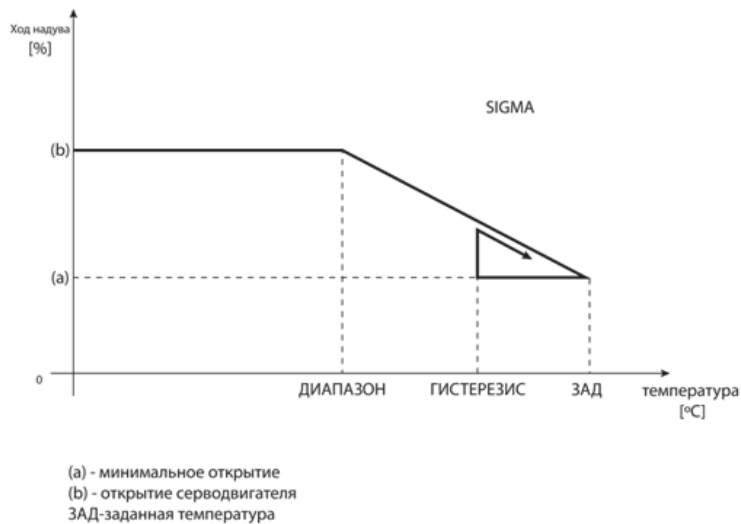 Ход надува
[%]
SIGMA
(b)
(a)
0
ДИАПАЗОН ГИСТЕРЕЗИС ЗАД температура
[ºC]
(a) - минимальное открытие
(b) - открытие серводвигателя
ЗАД-заданная температура